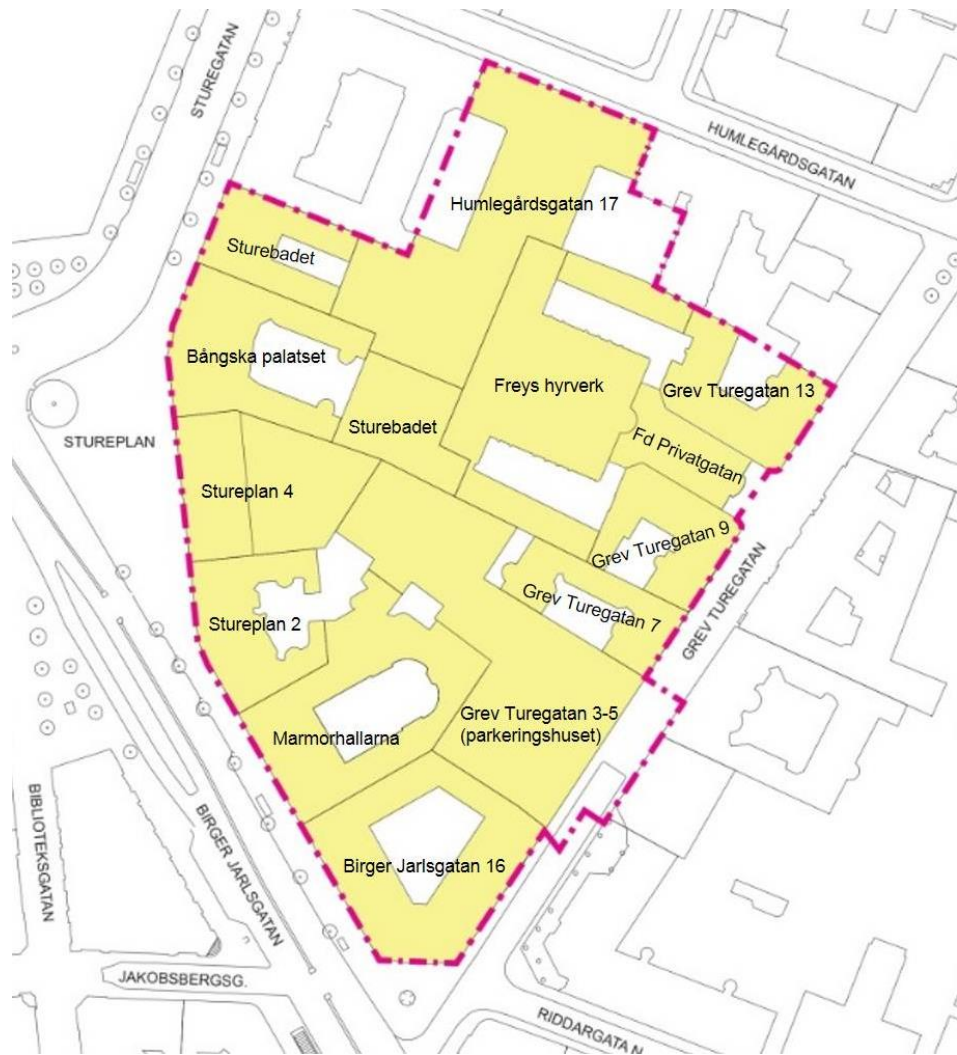 STUREGATAN
HUMLEGÅRDSGATAN
Humlegårdsgatan 17
Sturebadet
Bångska palatset
Freys hyrverk
Grev Turegatan 13
Sturebadet
STUREPLAN
Fd Privatgatan
Stureplan 4
Grev Turegatan 9
Grev Turegatan 7
GREV TUREGATAN
Stureplan 2
Grev Turegatan 3-5
(parkeringshuset)
Marmorhallarna
BIBLIOTEKSGATAN
BIRGER JARLSGATAN
Birger Jarlsgatan 16
JAKOBSBERGSG.
RIDDARGATAN